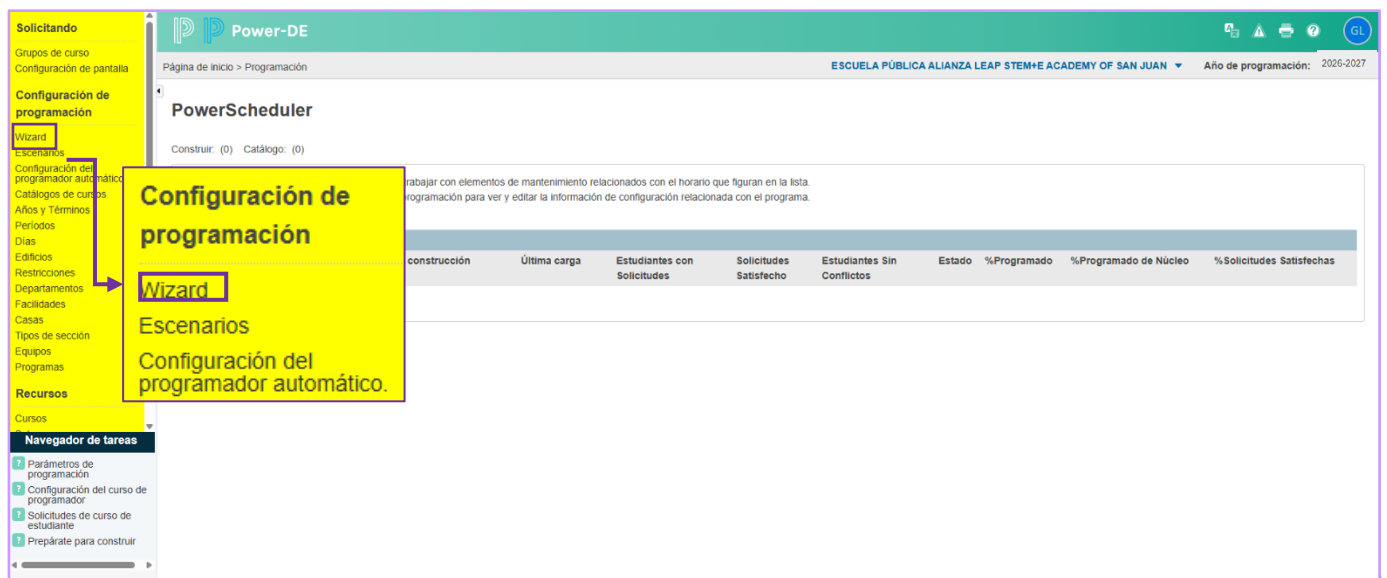 Solicitando
Grupos de curso
Configuración de pantalla
Configuración de
programación
Wizard
Escenarios
Configuración del
programador automático
Catálogos de cursos
Años y Términos
Períodos
Días
Edificios
Restricciones
Departamentos
Facilidades
Casas
Tipos de sección
Equipos
Programas
Recursos
Cursos
Navegador de tareas
Parámetros de
programación
Configuración del curso de
programador
Solicitudes de curso de
estudiante
Prepárate para construir
Power-DE
GL
Página de inicio > Programación
ESCUELA PÚBLICA ALIANZA LEAP STEM+E ACADEMY OF SAN JUAN
Año de programación: 2026-2027
PowerScheduler
Construir: (0) Catálogo: (0)
rabajar con elementos de mantenimiento relacionados con el horario que figuran en la lista.
rogramación para ver y editar la información de configuración relacionada con el programa.
construcción Última carga Estudiantes con Solicitudes Estudiantes Sin Estado %Programado %Programado de Núcleo %Solicitudes Satisfechas
Solicitudes Satisfecho Conflictos
Configuración de
programación
Wizard
Escenarios
Configuración del
programador automático.